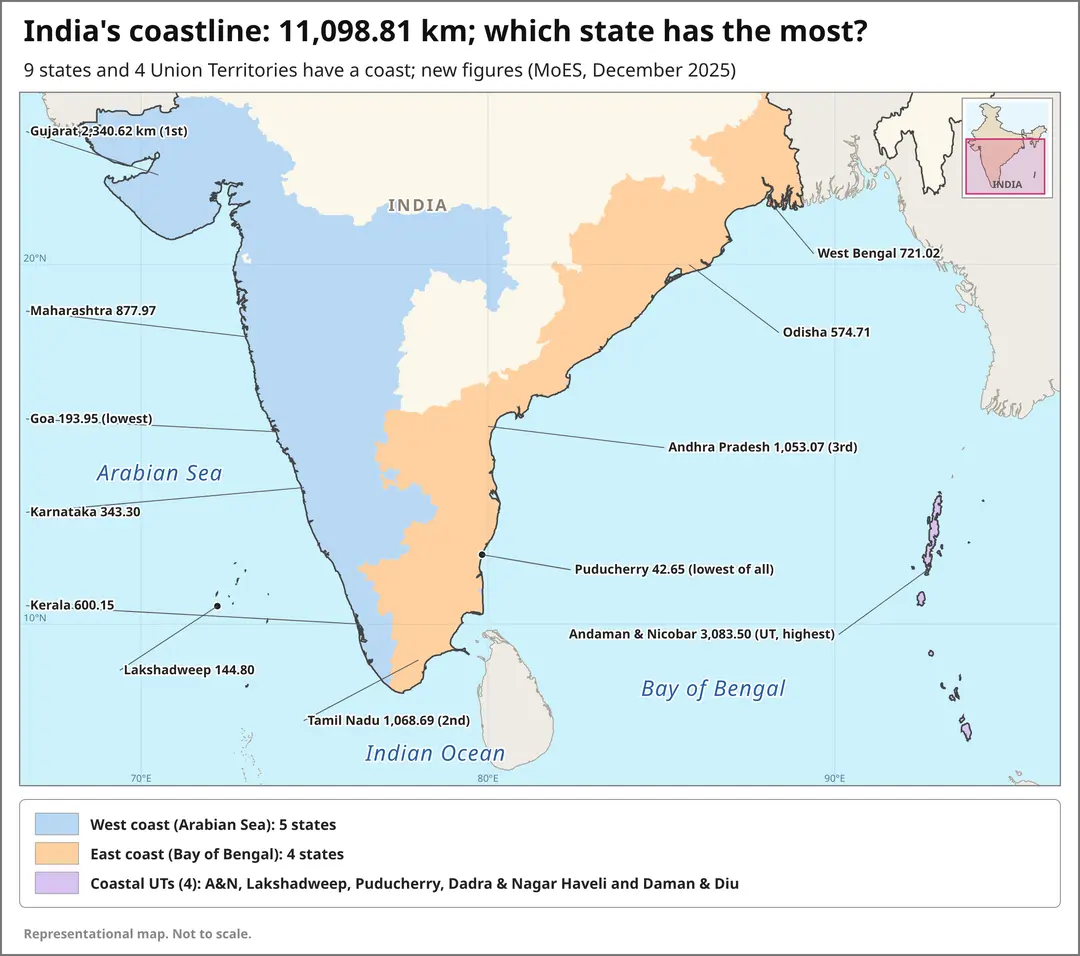 India's coastline: 11,098.81 km; which state has the most?
9 states and 4 Union Territories have a coast; new figures (MoES, December 2025)
Gujarat 2,340.62 km (1st)
INDIA
INDIA
West Bengal 721.02
20°N
Maharashtra 877.97
Odisha 574.71
Goa 193.95 (lowest)
Andhra Pradesh 1,053.07 (3rd)
Arabian Sea
Karnataka 343.30
Puducherry 42.65 (lowest of all)
Kerala 600.15
10°N
Andaman & Nicobar 3,083.50 (UT, highest)
Lakshadweep 144.80
Bay of Bengal
Tamil Nadu 1,068.69 (2nd)
Indian Ocean
70°E
80°E
90°E
West coast (Arabian Sea): 5 states
East coast (Bay of Bengal): 4 states
Coastal UTs (4): A&N, Lakshadweep, Puducherry, Dadra & Nagar Haveli and Daman & Diu
Representational map. Not to scale.